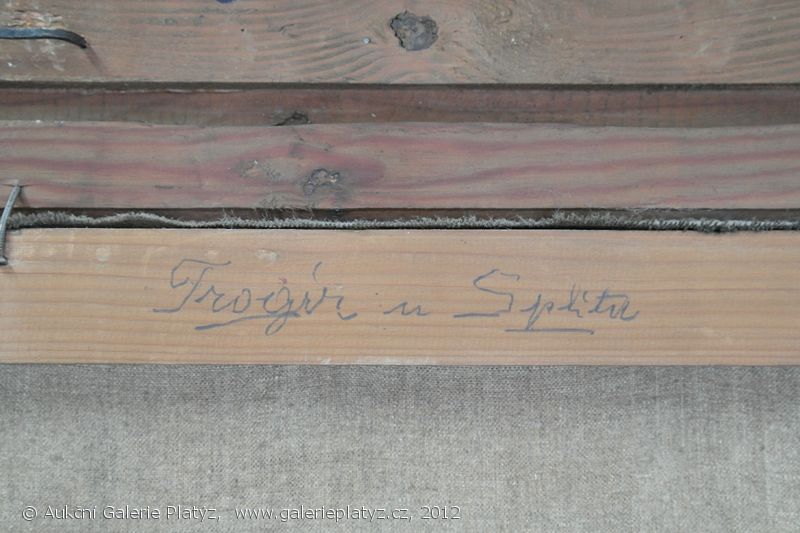 Trogir u Splitu
© Aukční Galerie Platýz, www.galerieplatyz.cz, 2012